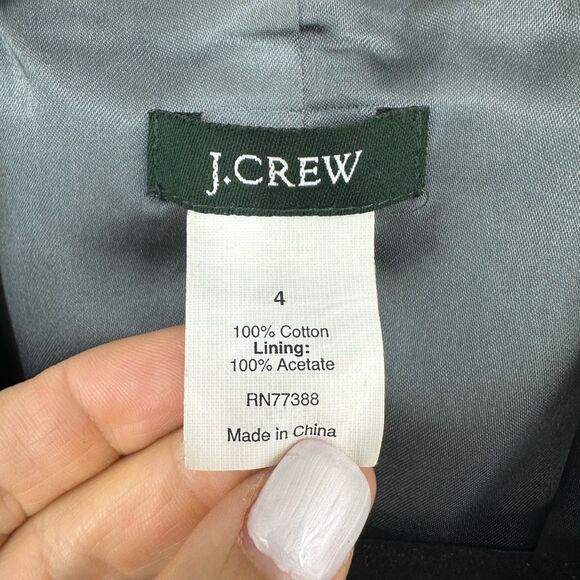 J.CREW
4
100% Cotton
Lining:
100% Acetate
RN77388
Made in China